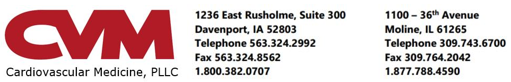 CVM
Cardiovascular Medicine, PLLC
1236 East Rusholme, Suite 300
Davenport, IA 52803
Telephone 563.324.2992
Fax 563.324.8562
1.800.382.0707
1100 – 36th Avenue
Moline, IL 61265
Telephone 309.743.6700
Fax 309.764.2042
1.877.788.4590